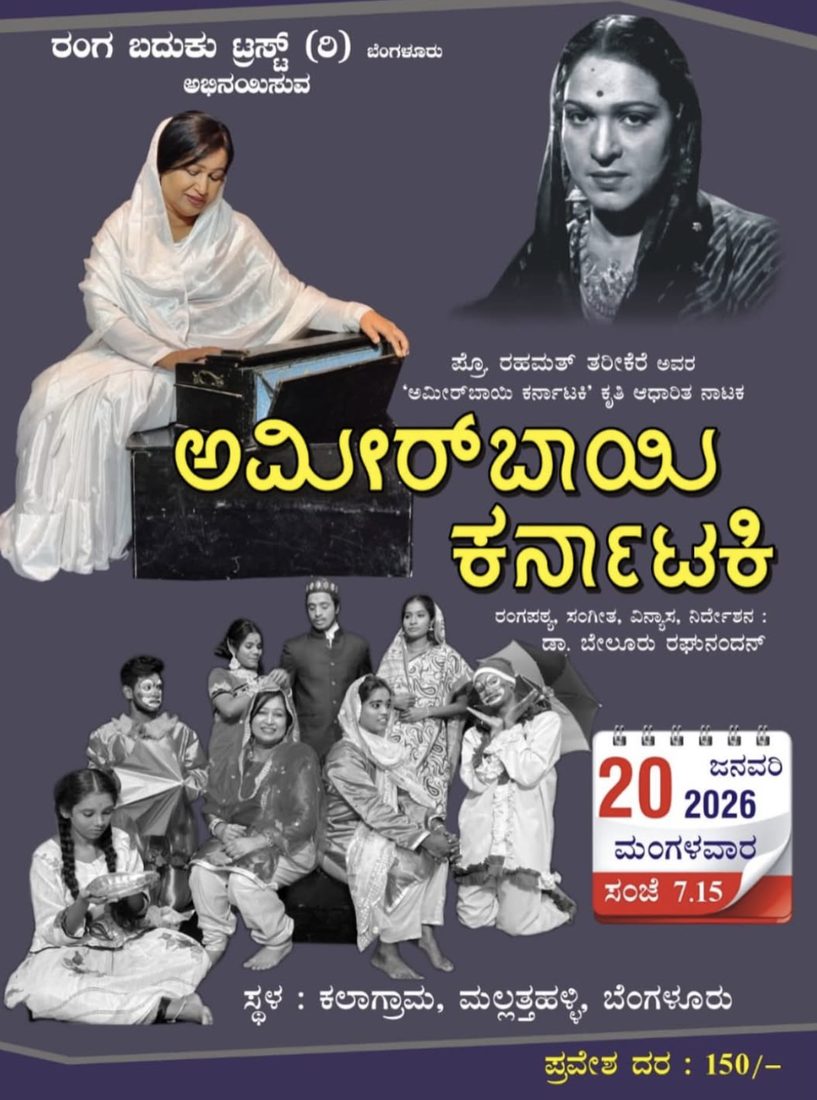 ರಂಗ ಬದುಕು ಟ್ರಸ್ಟ್ (ರಿ) ಬೆಂಗಳೂರು
ಅಭಿನಯಿಸುವ
ಪ್ರೊ. ರಹಮತ್ ತರೀಕೆರೆ ಅವರ
'ಅಮೀರ್‌ಬಾಯಿ ಕರ್ನಾಟಕಿ' ಕೃತಿ ಆಧಾರಿತ ನಾಟಕ
ಅಮೀರ್‌ಬಾಯಿ
ಕರ್ನಾಟಕಿ
ರಂಗಪಠ್ಯ, ಸಂಗೀತ, ವಿನ್ಯಾಸ, ನಿರ್ದೇಶನ :
ಡಾ. ಬೇಲೂರು ರಘುನಂದನ್
20 ಜನವರಿ
2026
ಮಂಗಳವಾರ
ಸಂಜೆ 7.15
ಸ್ಥಳ : ಕಲಾಗ್ರಾಮ, ಮಲ್ಲತ್ತಹಳ್ಳಿ, ಬೆಂಗಳೂರು
ಪ್ರವೇಶ ದರ : 150/-